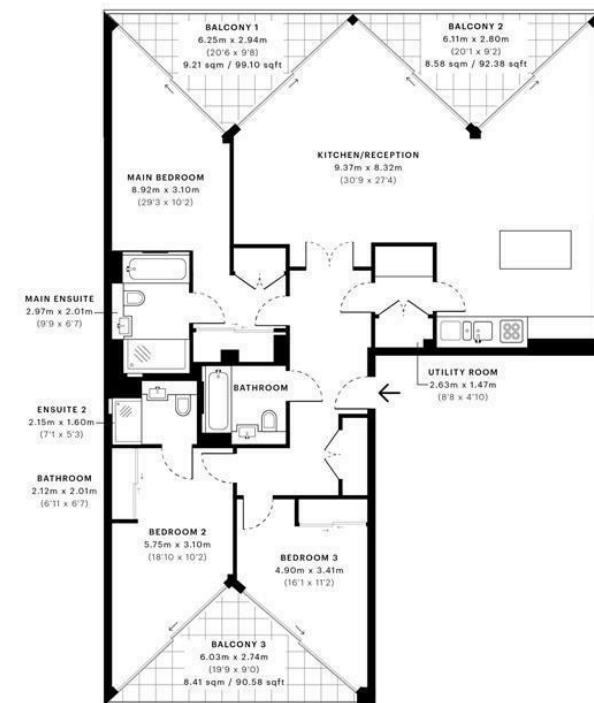 BALCONY 1
6.25m x 2.94m
(20'6 x 9'8)
9.21 sqm / 99.10 sqft
BALCONY 2
6.11m x 2.80m
(20'1 x 9'2)
8.58 sqm / 92.38 sqft
KITCHEN/RECEPTION
9.37m x 8.32m
(30'9 x 27'4)
MAIN BEDROOM
8.92m x 3.10m
(29'3 x 10'2)
MAIN ENSUITE
2.97m x 2.01m
(9'9 x 6'7)
UTILITY ROOM
2.63m x 1.47m
(8'8 x 4'10)
BATHROOM
ENSUITE 2
2.15m x 1.60m
(7'1 x 5'3)
BATHROOM
2.12m x 2.01m
(6'11 x 6'7)
BEDROOM 2
5.75m x 3.10m
(18'10 x 10'2)
BEDROOM 3
4.90m x 3.41m
(16'1 x 11'2)
BALCONY 3
6.03m x 2.74m
(19'9 x 9'0)
8.41 sqm / 90.58 sqft